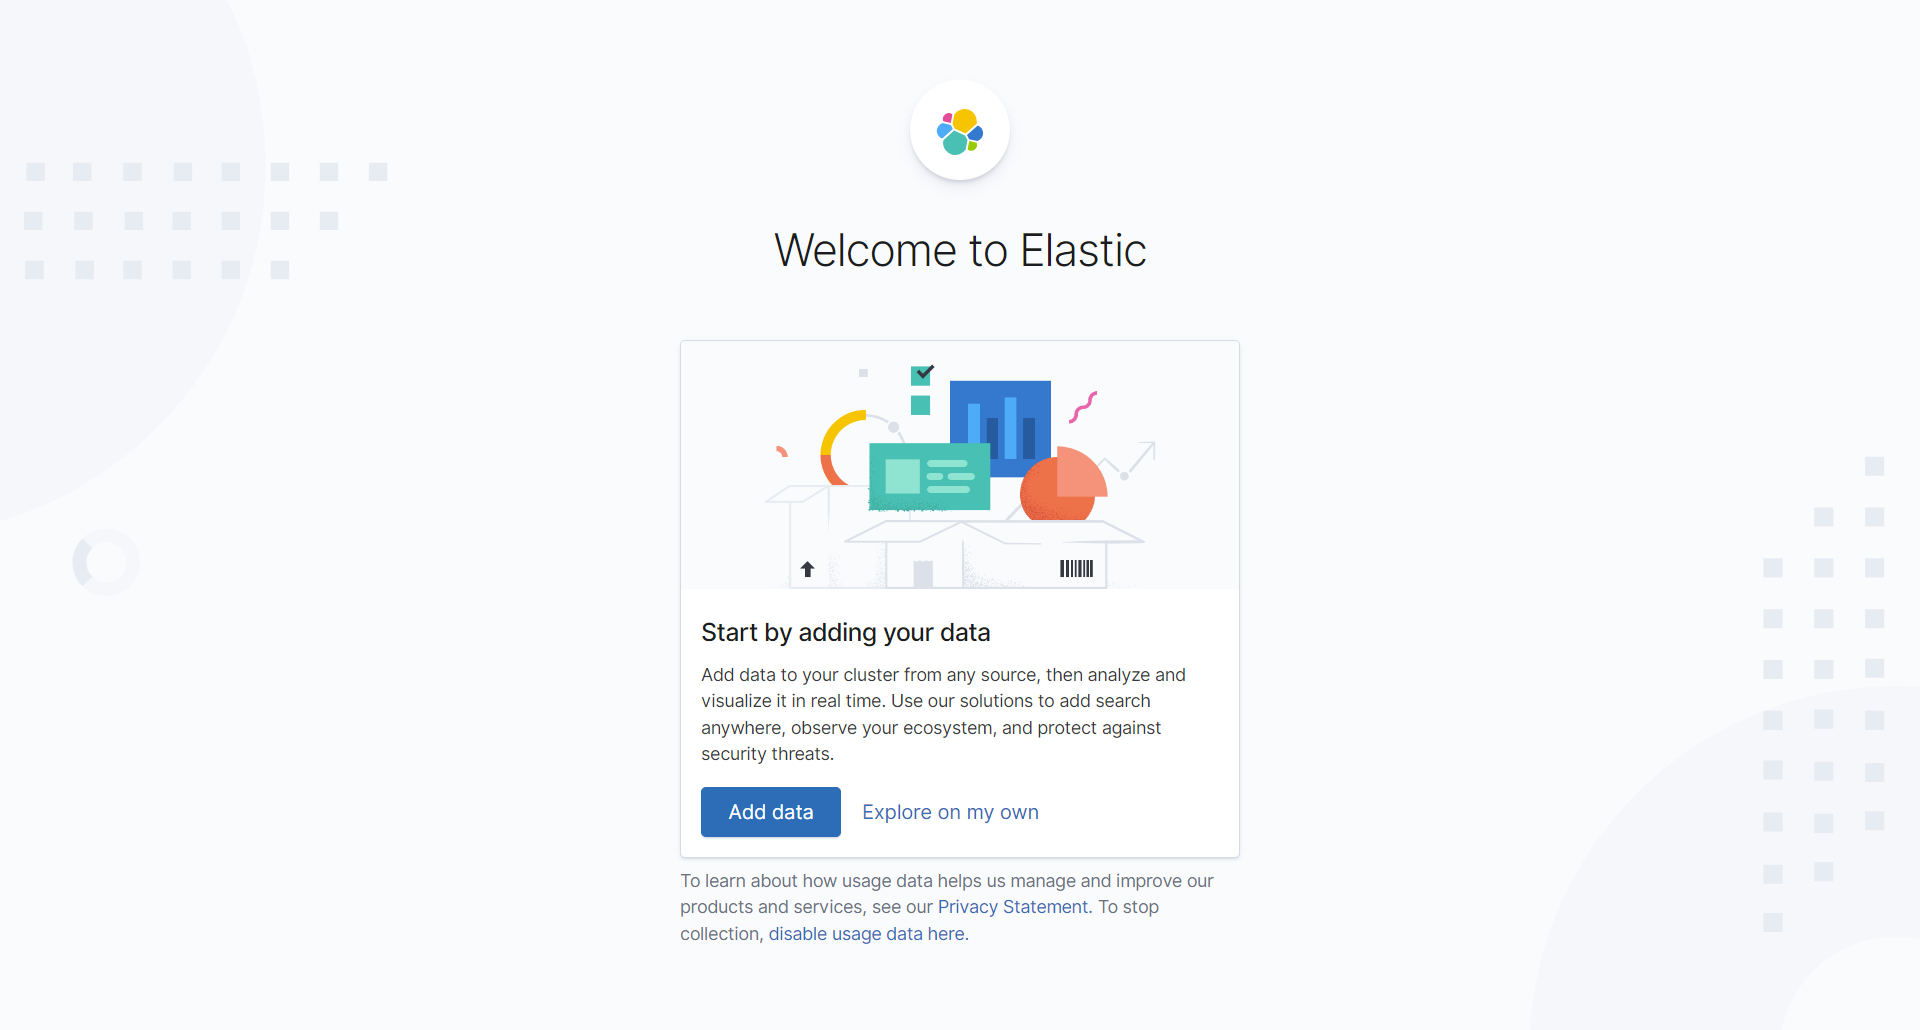 Welcome to Elastic
Start by adding your data
Add data to your cluster from any source, then analyze and
visualize it in real time. Use our solutions to add search
anywhere, observe your ecosystem, and protect against
security threats.
Add data
Explore on my own
To learn about how usage data helps us manage and improve our
products and services, see our Privacy Statement. To stop
collection, disable usage data here.